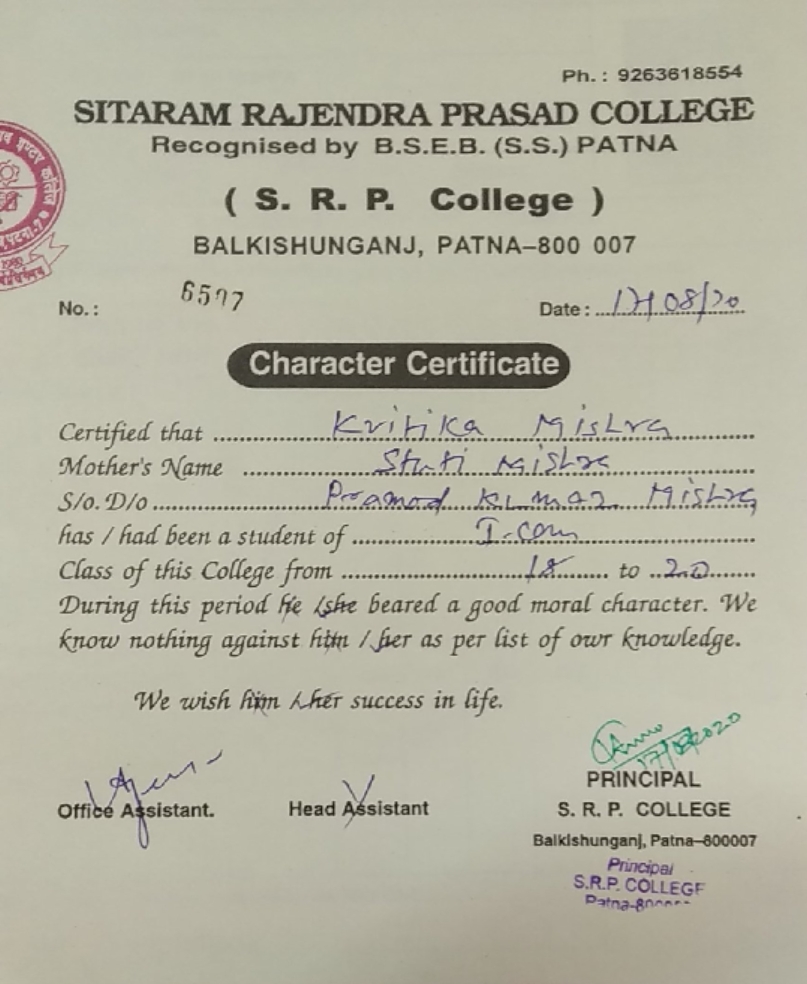 Ph. : 9263618554
SITARAM RAJENDRA PRASAD COLLEGE
Recognised by B.S.E.B. (S.S.) PATNA
( S. R. P. College )
BALKISHUNGANJ, PATNA–800 007
No. : 6597
Date : 17/08/20
Character Certificate
Certified that Kritika Mishra
Mother's Name Stuti Mishra
S/o. D/o Pramod Kumar Mishra
has / had been a student of I.com
Class of this College from 18 to 20
During this period he /she beared a good moral character. We
know nothing against him / her as per list of owr knowledge.
We wish him /her success in life.
17/08/2020
PRINCIPAL
Office Assistant.
Head Assistant
S. R. P. COLLEGE
Balkishunganj, Patna–800007
Principal
S.R.P. COLLEGE